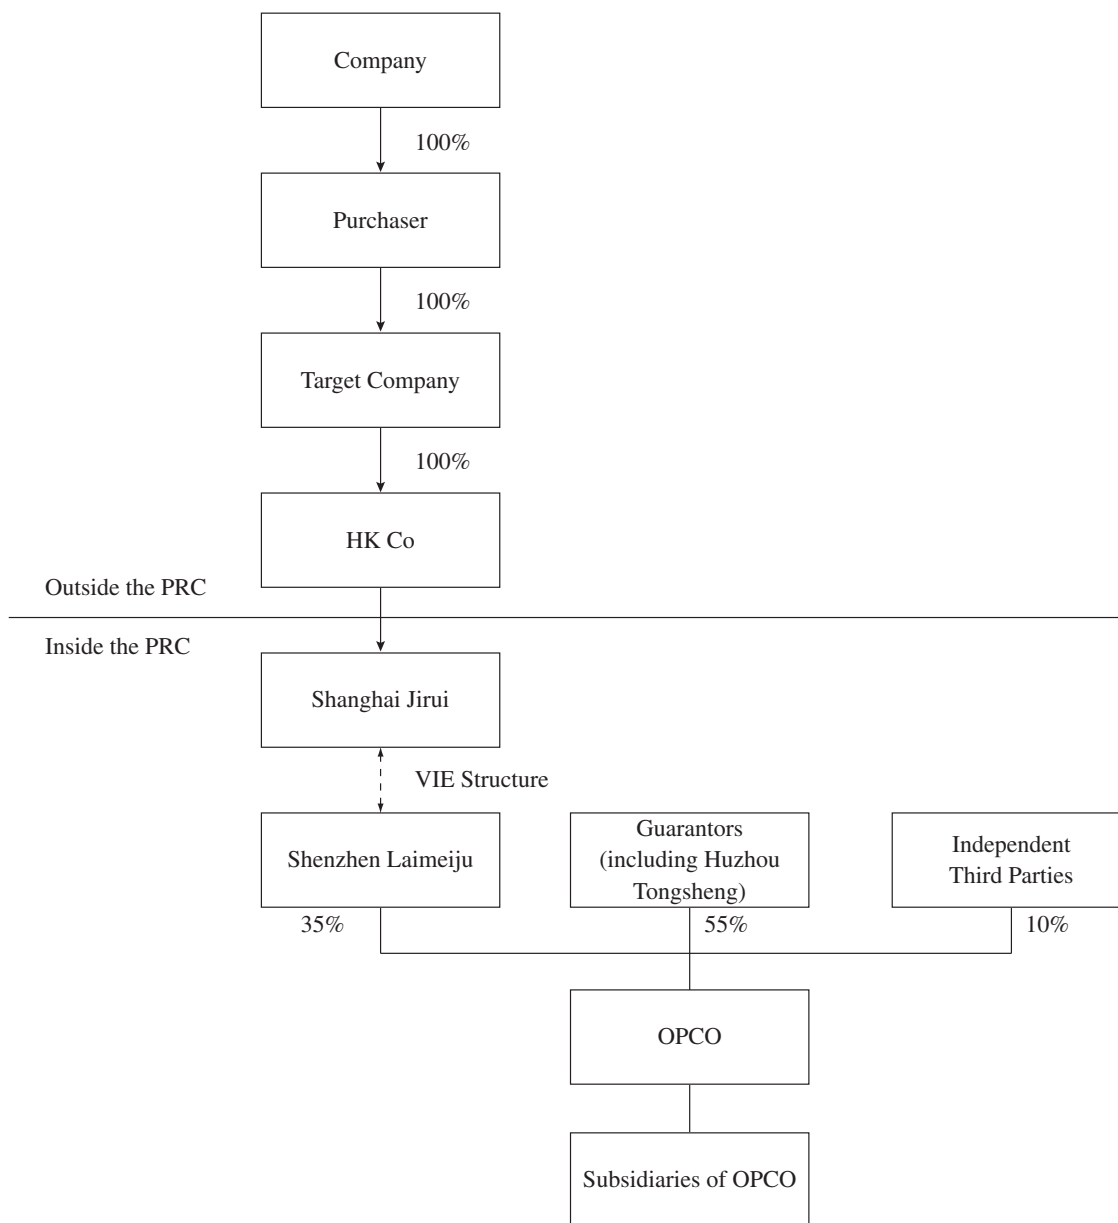 Company
100%
Purchaser
100%
Target Company
100%
HK Co
Outside the PRC
Inside the PRC
Shanghai Jirui
VIE Structure
Shenzhen Laimeiju
Guarantors
(including Huzhou
Tongsheng)
Independent
Third Parties
35%
55%
10%
OPCO
Subsidiaries of OPCO